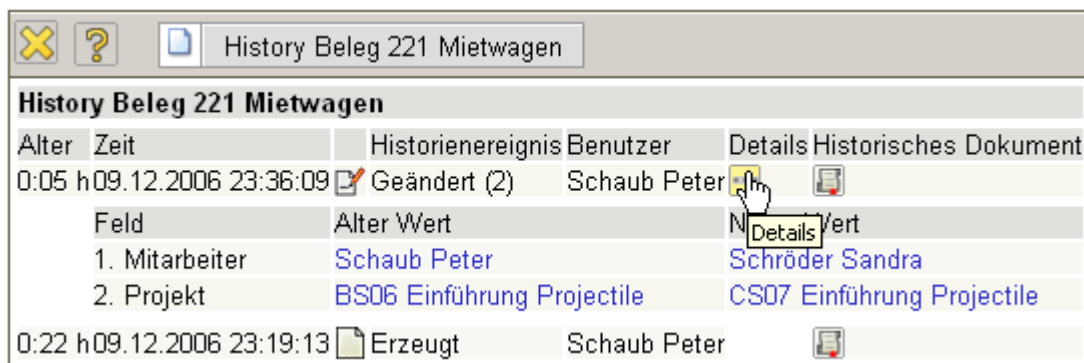 History Beleg 221 Mietwagen
History Beleg 221 Mietwagen
Alter Zeit Historienereignis Benutzer Details Historisches Dokument
0:05 h 09.12.2006 23:36:09 Geändert (2) Schaub Peter
Feld Alter Wert Wert
Details
1. Mitarbeiter Schaub Peter Schröder Sandra
2. Projekt BS06 Einführung Projectile CS07 Einführung Projectile
0:22 h 09.12.2006 23:19:13 Erzeugt Schaub Peter